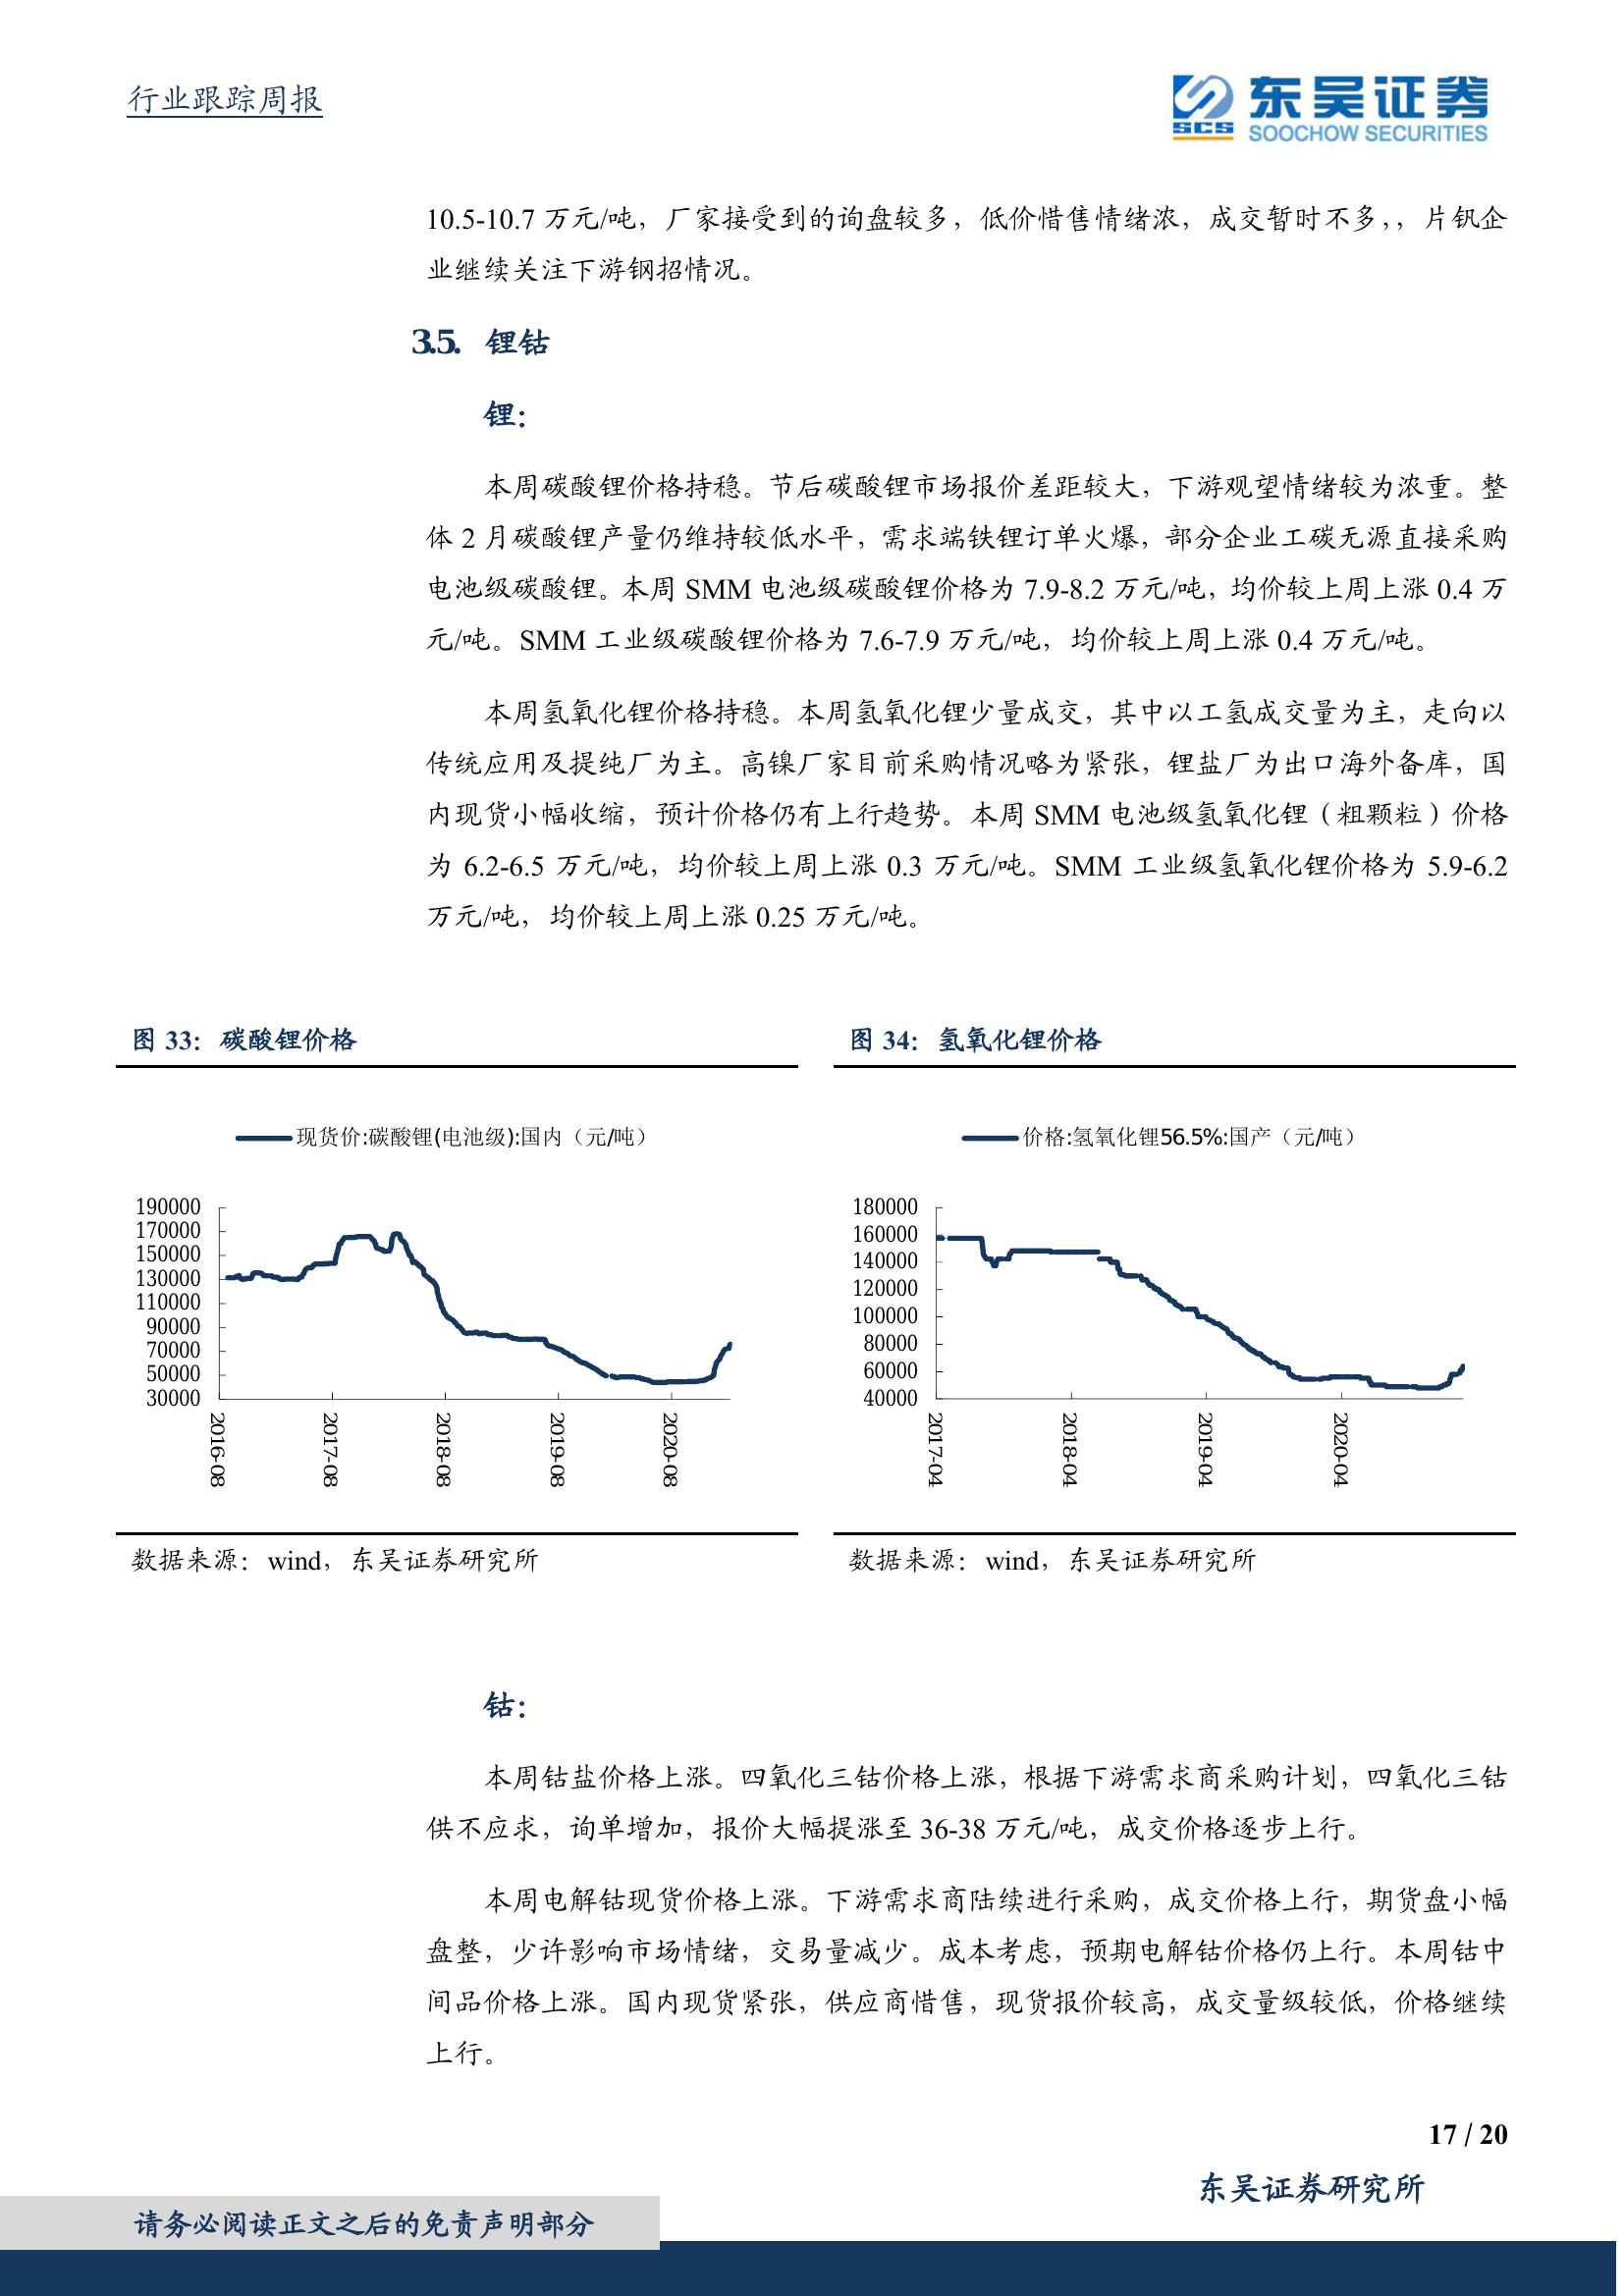 行业跟踪周报
SCS
东吴证券
SOOCHOW SECURITIES
10.5-10.7 万元/吨，厂家接受到的询盘较多，低价惜售情绪浓，成交暂时不多，，片钒企
业继续关注下游钢招情况。
3.5. 锂钴
锂：
本周碳酸锂价格持稳。节后碳酸锂市场报价差距较大，下游观望情绪较为浓重。整
体 2 月碳酸锂产量仍维持较低水平，需求端铁锂订单火爆，部分企业工碳无源直接采购
电池级碳酸锂。本周 SMM 电池级碳酸锂价格为 7.9-8.2 万元/吨，均价较上周上涨 0.4 万
元/吨。SMM 工业级碳酸锂价格为 7.6-7.9 万元/吨，均价较上周上涨 0.4 万元/吨。
本周氢氧化锂价格持稳。本周氢氧化锂少量成交，其中以工氢成交量为主，走向以
传统应用及提纯厂为主。高镍厂家目前采购情况略为紧张，锂盐厂为出口海外备库，国
内现货小幅收缩，预计价格仍有上行趋势。本周 SMM 电池级氢氧化锂（粗颗粒）价格
为 6.2-6.5 万元/吨，均价较上周上涨 0.3 万元/吨。SMM 工业级氢氧化锂价格为 5.9-6.2
万元/吨，均价较上周上涨 0.25 万元/吨。
图 33：碳酸锂价格
现货价:碳酸锂(电池级):国内（元/吨）
190000
170000
150000
130000
110000
90000
70000
50000
30000
2016-08
2017-08
2018-08
2019-08
2020-08
数据来源：wind，东吴证券研究所
图 34：氢氧化锂价格
价格:氢氧化锂56.5%:国产（元/吨）
180000
160000
140000
120000
100000
80000
60000
40000
2017-04
2018-04
2019-04
2020-04
数据来源：wind，东吴证券研究所
钴：
本周钴盐价格上涨。四氧化三钴价格上涨，根据下游需求商采购计划，四氧化三钴
供不应求，询单增加，报价大幅提涨至 36-38 万元/吨，成交价格逐步上行。
本周电解钴现货价格上涨。下游需求商陆续进行采购，成交价格上行，期货盘小幅
盘整，少许影响市场情绪，交易量减少。成本考虑，预期电解钴价格仍上行。本周钴中
间品价格上涨。国内现货紧张，供应商惜售，现货报价较高，成交量级较低，价格继续
上行。
17 / 20
东吴证券研究所
请务必阅读正文之后的免责声明部分